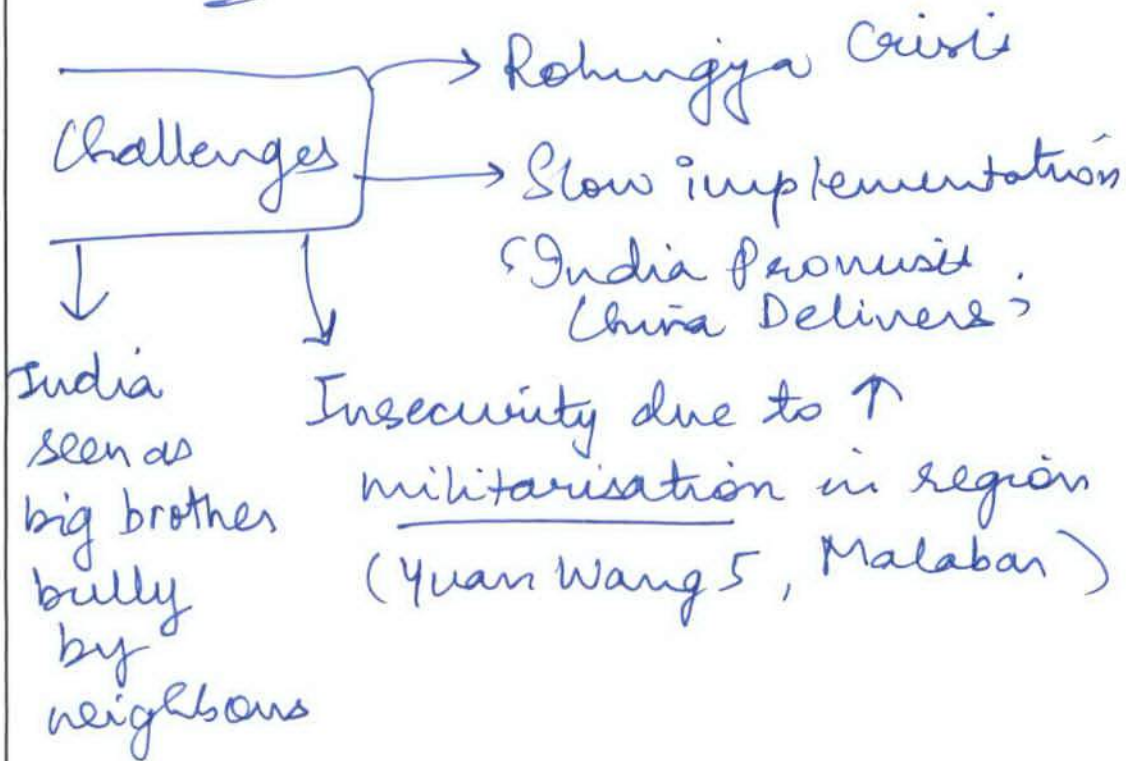 Rohingya Crisis
Challenges
Slow implementation
'India Promises,
China Delivers'
India
seen as
big brother
bully
by
neighbours
Insecurity due to ↑
militarisation in region
(Yuan Wang 5, Malabar)